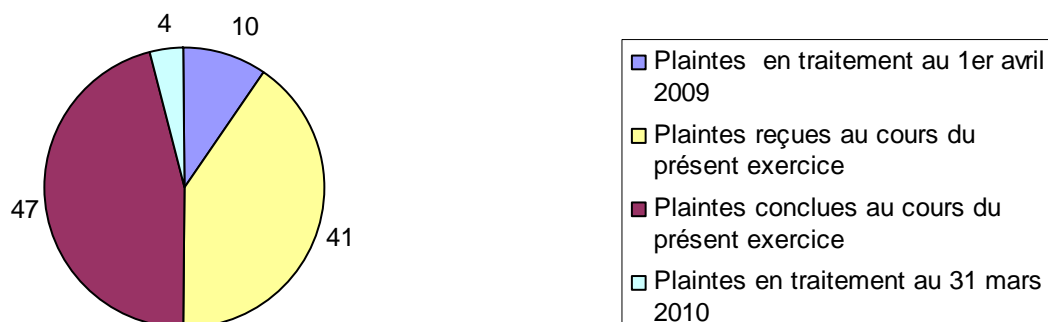 4
10
47
41
Plaintes en traitement au 1er avril
2009
Plaintes reçues au cours du
présent exercice
Plaintes conclues au cours du
présent exercice
Plaintes en traitement au 31 mars
2010